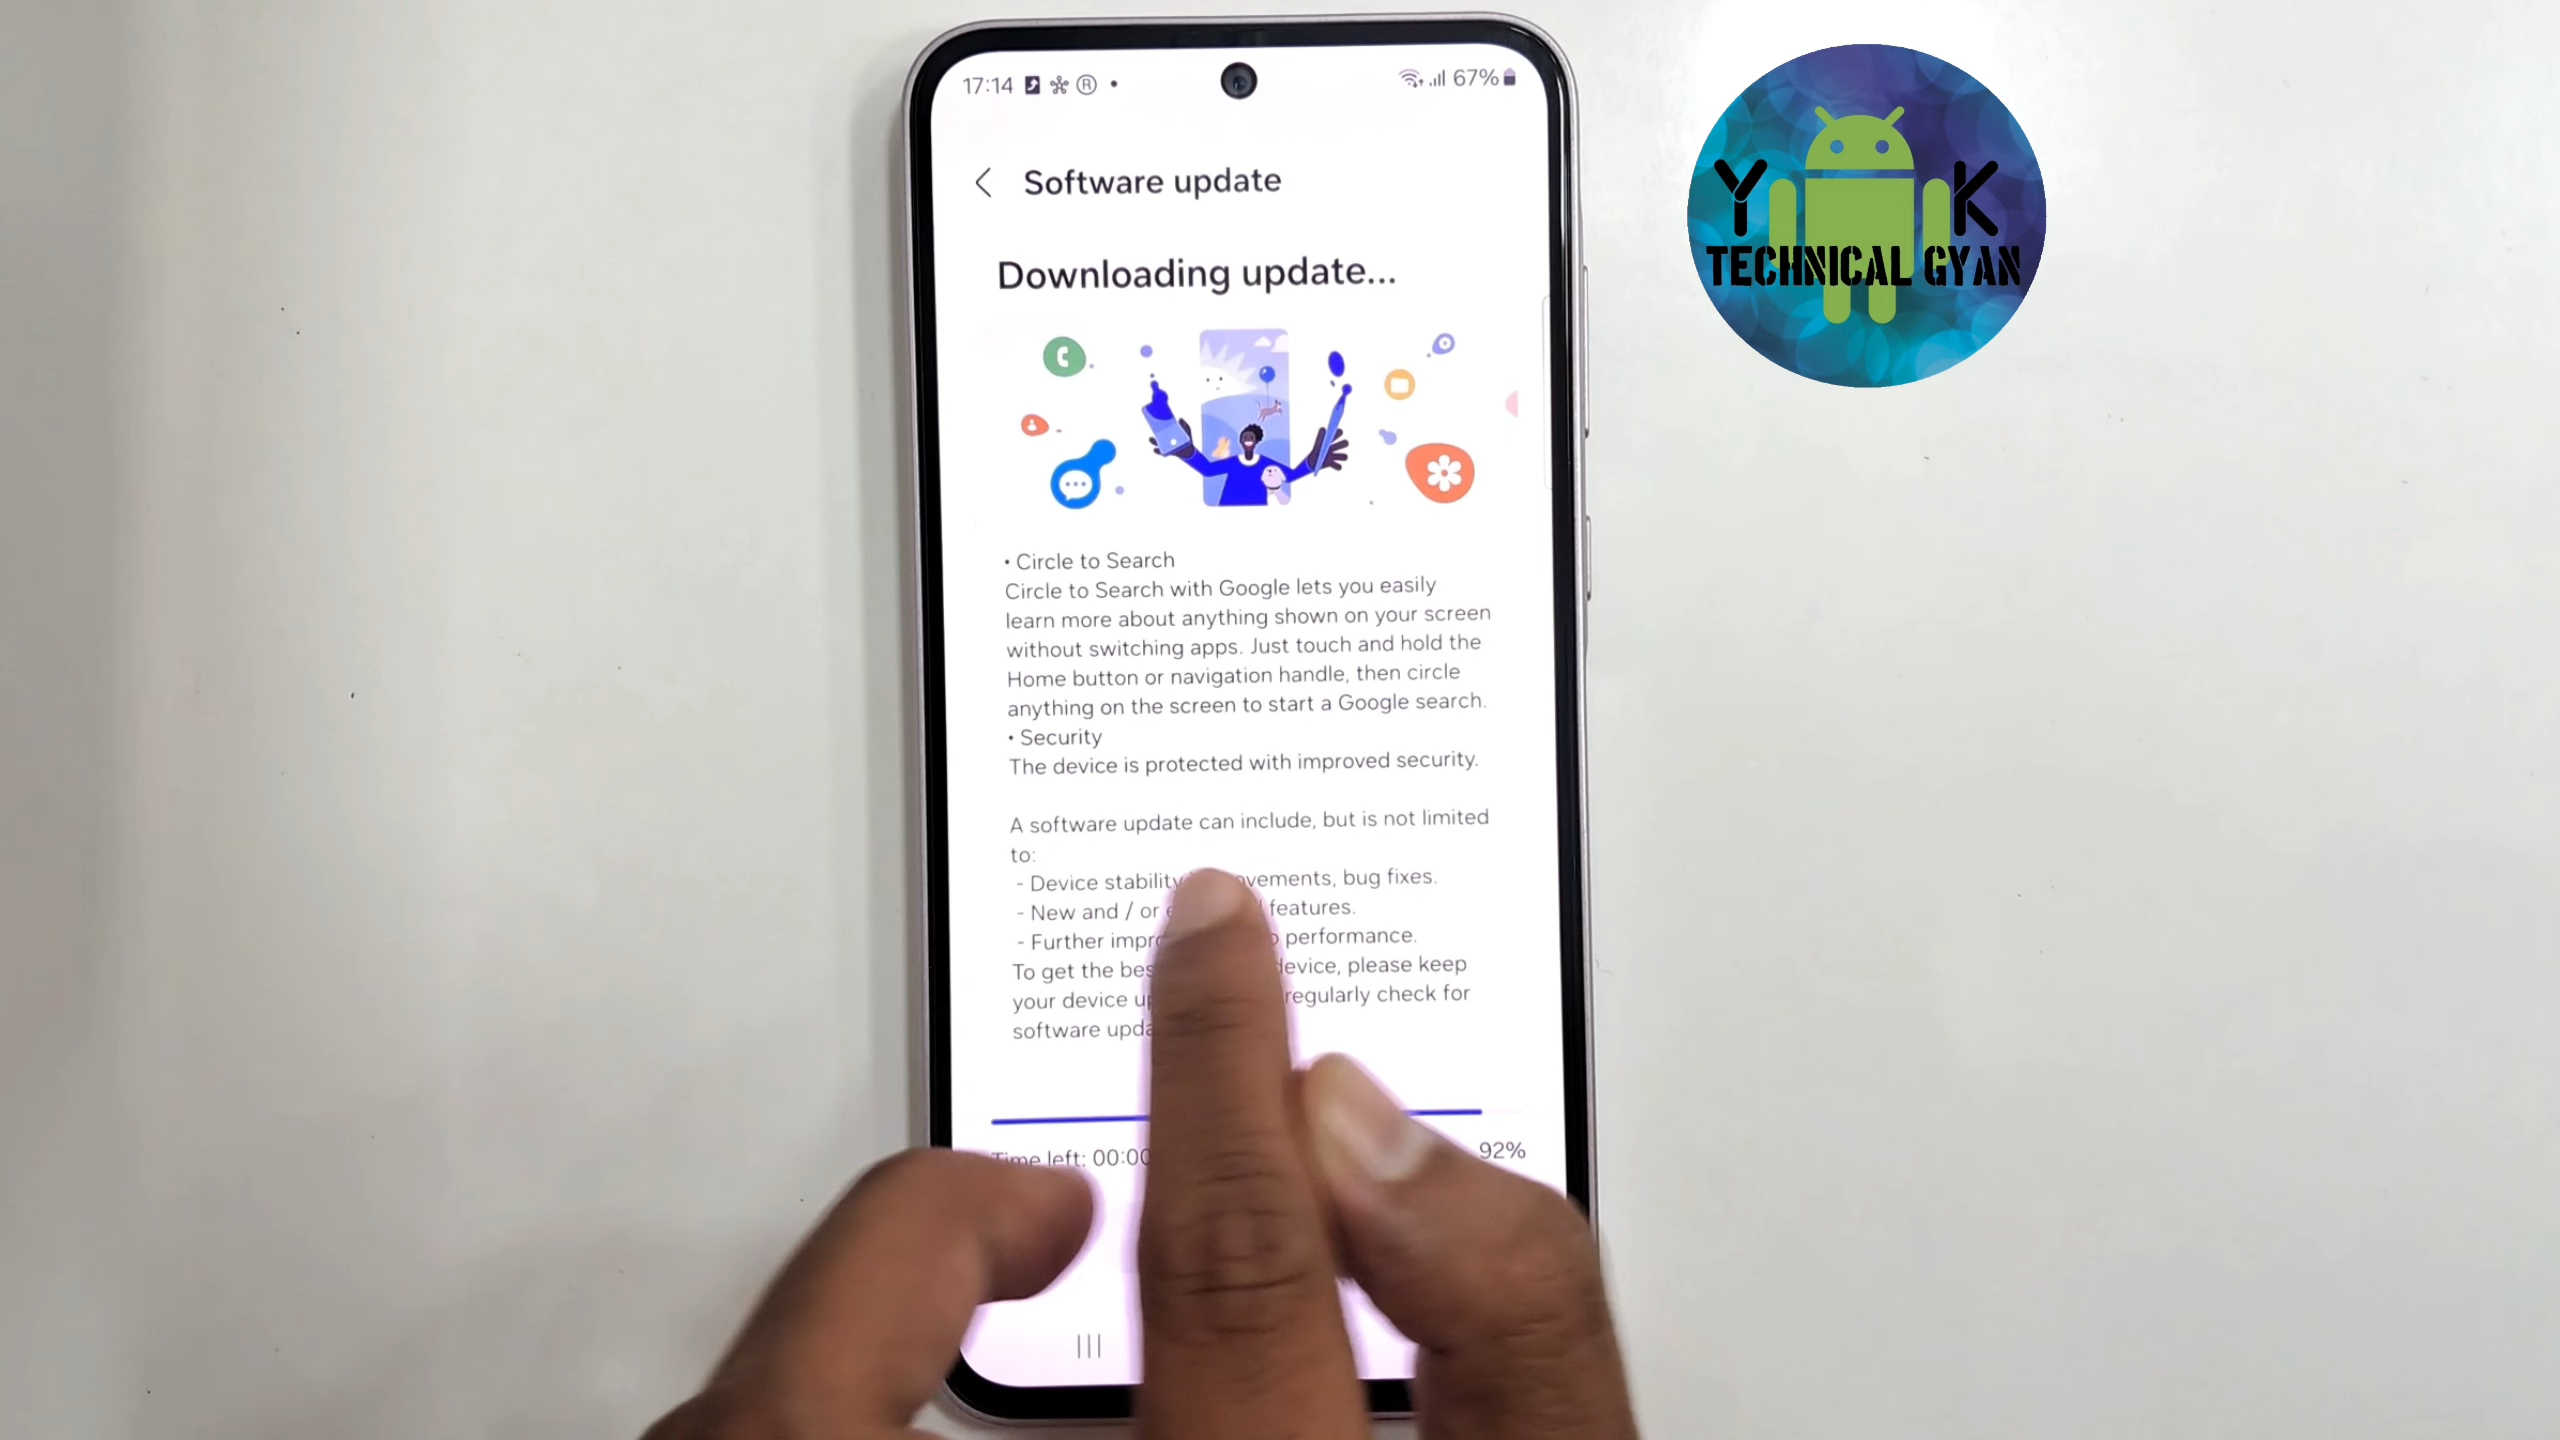 17:14 ® • 67%
Y K
TECHNICAL GYAN
Software update
Downloading update...
• Circle to Search
Circle to Search with Google lets you easily
learn more about anything shown on your screen
without switching apps. Just touch and hold the
Home button or navigation handle, then circle
anything on the screen to start a Google search.
• Security
The device is protected with improved security.
A software update can include, but is not limited
to:
- Device stability bug fixes.
- New and / or features.
- Further performance.
To get the device, please keep
your device regularly check for
software
Time left: 92%